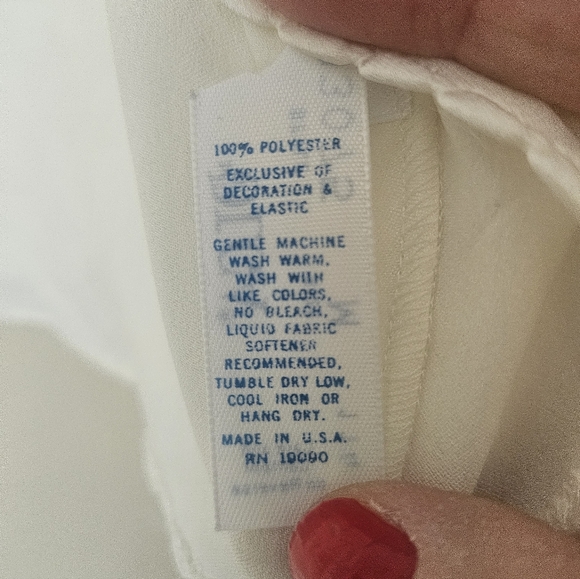 100% POLYESTER
EXCLUSIVE OF
DECORATION &
ELASTIC
GENTLE MACHINE
WASH WARM,
WASH WITH
LIKE COLORS,
NO BLEACH,
LIQUID FABRIC
SOFTENER
RECOMMENDED,
TUMBLE DRY LOW,
COOL IRON OR
HANG DRY.
MADE IN U.S.A.
RN 19090